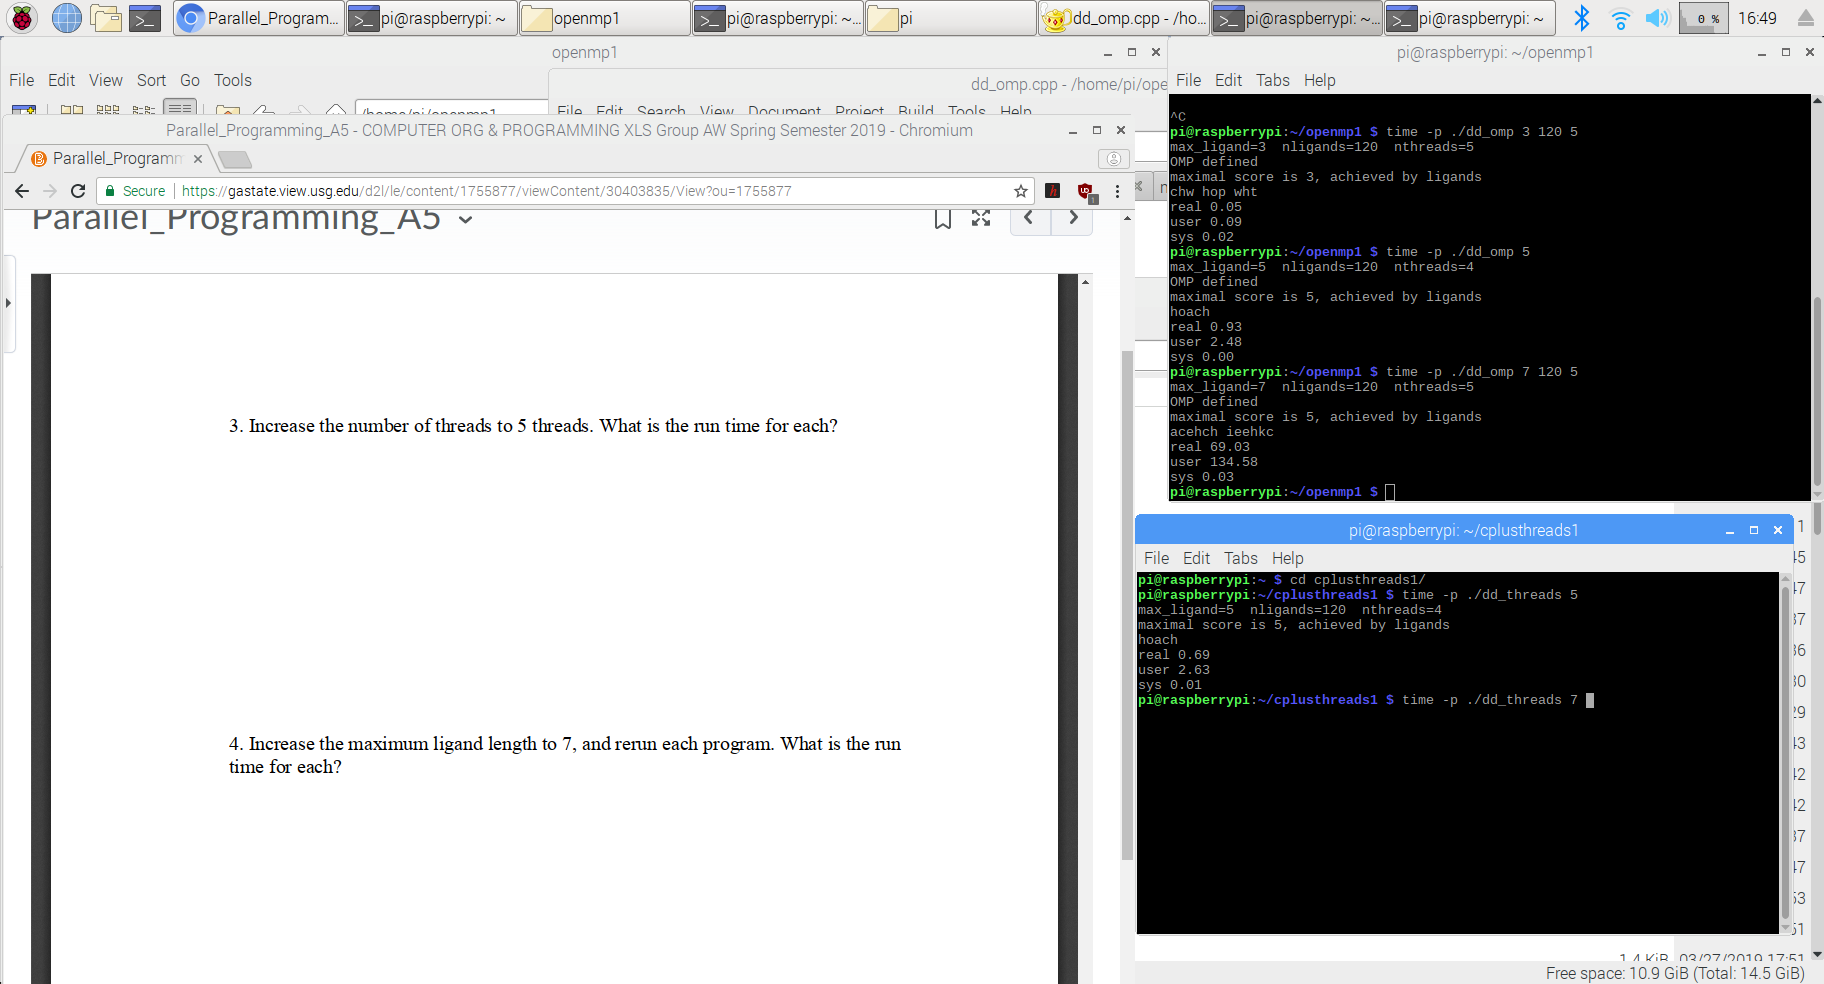 Parallel_Program...
pi@raspberrypi: ~
openmp1
pi@raspberrypi: ~...
pi
dd_omp.cpp - /ho...
pi@raspberrypi: ~...
pi@raspberrypi: ~
0 %
16:49
openmp1
File Edit View Sort Go Tools
/home/pi/openmp1
dd_omp.cpp - /home/pi/ope
File Edit Search View Document Project Build Tools Help
Parallel_Programming_A5 - COMPUTER ORG & PROGRAMMING XLS Group AW Spring Semester 2019 - Chromium
Parallel_Programm
Secure
https://gastate.view.usg.edu/d2l/le/content/1755877/viewContent/30403835/View?ou=1755877
Parallel_Programming_A5
3. Increase the number of threads to 5 threads. What is the run time for each?
4. Increase the maximum ligand length to 7, and rerun each program. What is the run
time for each?
pi@raspberrypi: ~/openmp1
File Edit Tabs Help
^C
pi@raspberrypi:~/openmp1 $ time -p ./dd_omp 3 120 5
max_ligand=3 nligands=120 nthreads=5
OMP defined
maximal score is 3, achieved by ligands
chw hop wht
real 0.05
user 0.09
sys 0.02
pi@raspberrypi:~/openmp1 $ time -p ./dd_omp 5
max_ligand=5 nligands=120 nthreads=4
OMP defined
maximal score is 5, achieved by ligands
hoach
real 0.93
user 2.48
sys 0.00
pi@raspberrypi:~/openmp1 $ time -p ./dd_omp 7 120 5
max_ligand=7 nligands=120 nthreads=5
OMP defined
maximal score is 5, achieved by ligands
acehch ieehkc
real 69.03
user 134.58
sys 0.03
pi@raspberrypi:~/openmp1 $
pi@raspberrypi: ~/cplusthreads1
File Edit Tabs Help
pi@raspberrypi:~ $ cd cplusthreads1/
pi@raspberrypi:~/cplusthreads1 $ time -p ./dd_threads 5
max_ligand=5 nligands=120 nthreads=4
maximal score is 5, achieved by ligands
hoach
real 0.69
user 2.63
sys 0.01
pi@raspberrypi:~/cplusthreads1 $ time -p ./dd_threads 7
1.4 KiB 03/27/2019 17:51
Free space: 10.9 GiB (Total: 14.5 GiB)